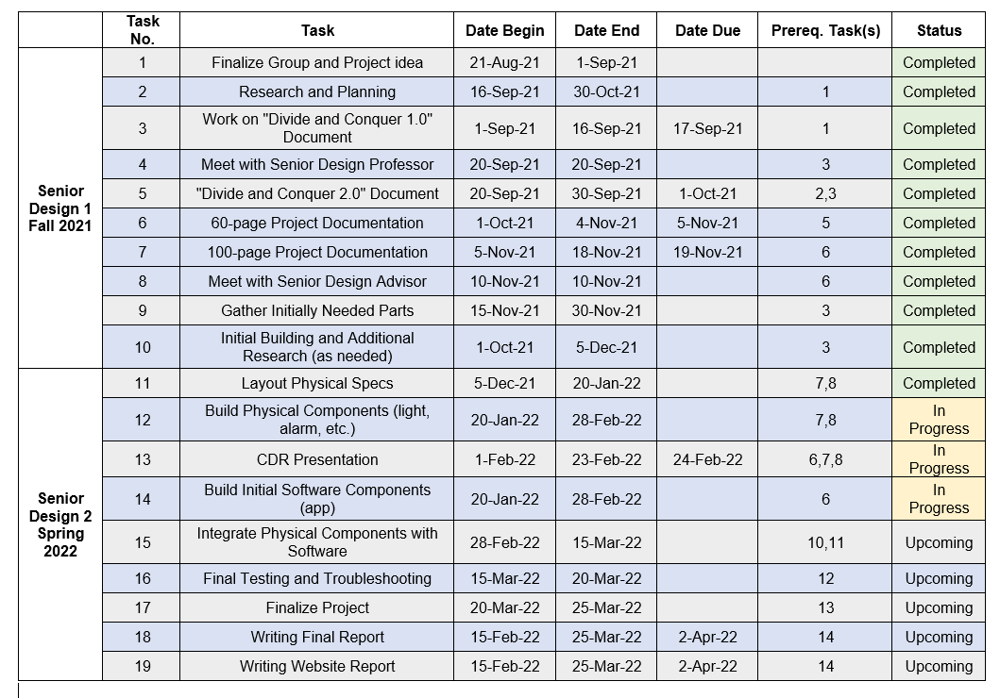 Task No. Task Date Begin Date End Date Due Prereq. Task(s) Status
Senior Design 1 Fall 2021
1 Finalize Group and Project idea 21-Aug-21 1-Sep-21 Completed
2 Research and Planning 16-Sep-21 30-Oct-21 1 Completed
3 Work on "Divide and Conquer 1.0" Document 1-Sep-21 16-Sep-21 17-Sep-21 1 Completed
4 Meet with Senior Design Professor 20-Sep-21 20-Sep-21 3 Completed
5 "Divide and Conquer 2.0" Document 20-Sep-21 30-Sep-21 1-Oct-21 2,3 Completed
6 60-page Project Documentation 1-Oct-21 4-Nov-21 5-Nov-21 5 Completed
7 100-page Project Documentation 5-Nov-21 18-Nov-21 19-Nov-21 6 Completed
8 Meet with Senior Design Advisor 10-Nov-21 10-Nov-21 6 Completed
9 Gather Initially Needed Parts 15-Nov-21 30-Nov-21 3 Completed
10 Initial Building and Additional Research (as needed) 1-Oct-21 5-Dec-21 3 Completed
Senior Design 2 Spring 2022
11 Layout Physical Specs 5-Dec-21 20-Jan-22 7,8 Completed
12 Build Physical Components (light, alarm, etc.) 20-Jan-22 28-Feb-22 7,8 In Progress
13 CDR Presentation 1-Feb-22 23-Feb-22 24-Feb-22 6,7,8 In Progress
14 Build Initial Software Components (app) 20-Jan-22 28-Feb-22 6 In Progress
15 Integrate Physical Components with Software 28-Feb-22 15-Mar-22 10,11 Upcoming
16 Final Testing and Troubleshooting 15-Mar-22 20-Mar-22 12 Upcoming
17 Finalize Project 20-Mar-22 25-Mar-22 13 Upcoming
18 Writing Final Report 15-Feb-22 25-Mar-22 2-Apr-22 14 Upcoming
19 Writing Website Report 15-Feb-22 25-Mar-22 2-Apr-22 14 Upcoming